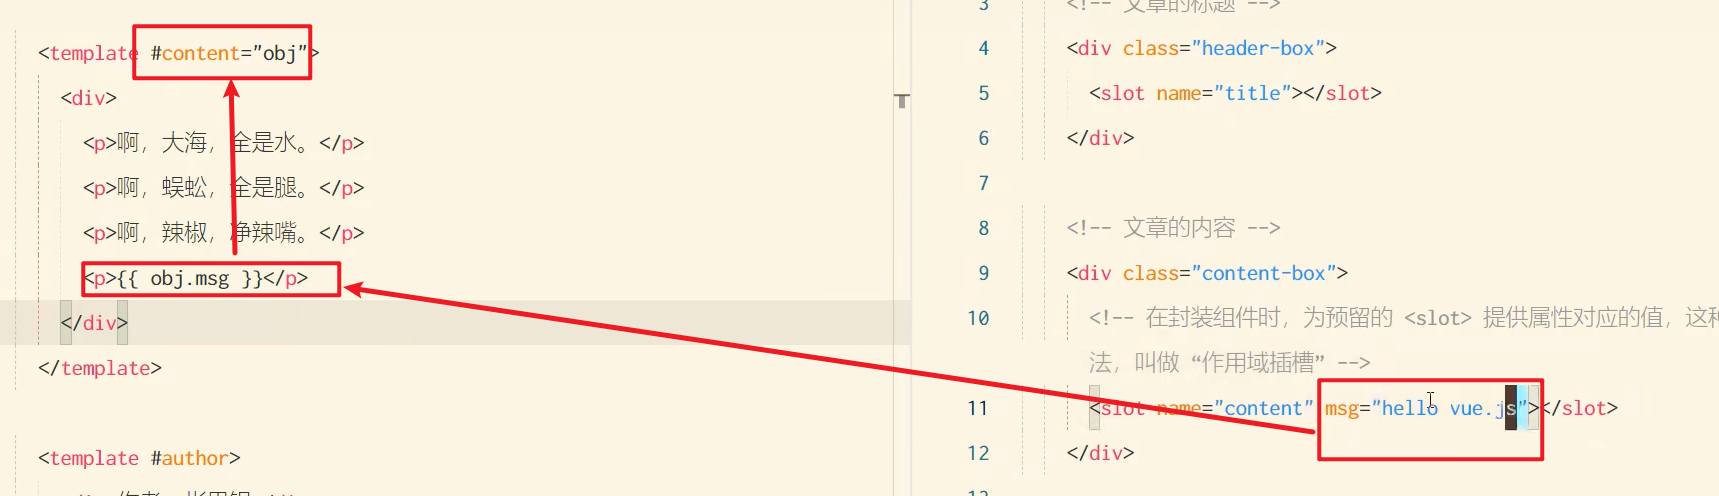 <template #content="obj">
<div>
<p>啊，大海，全是水。</p>
<p>啊，蜈蚣，全是腿。</p>
<p>啊，辣椒，净辣嘴。</p>
<p>{{ obj.msg }}</p>
</div>
</template>
<template #author>
3 <!-- 文章的标题 -->
4 <div class="header-box">
5 <slot name="title"></slot>
6 </div>
7
8 <!-- 文章的内容 -->
9 <div class="content-box">
10 <!-- 在封装组件时，为预留的 <slot> 提供属性对应的值，这种
法，叫做 “作用域插槽” -->
11 <slot name="content" msg="hello vue.js"></slot>
12 </div>